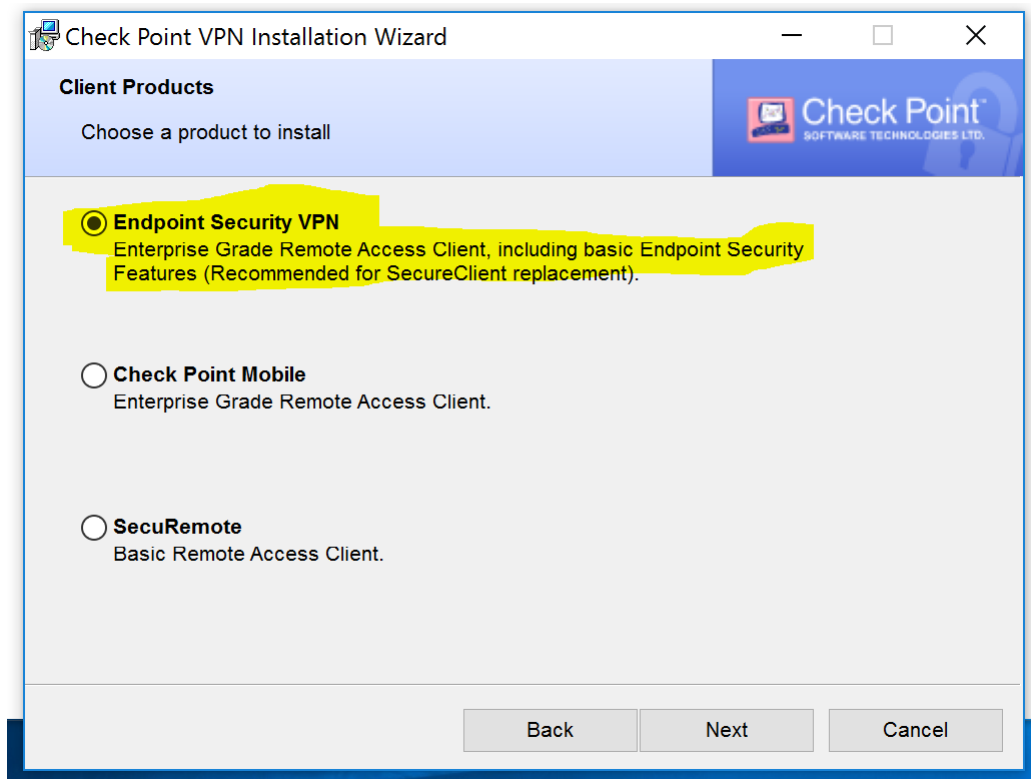 Check Point VPN Installation Wizard
Client Products
Choose a product to install
Check Point™
SOFTWARE TECHNOLOGIES LTD.
Endpoint Security VPN
Enterprise Grade Remote Access Client, including basic Endpoint Security
Features (Recommended for SecureClient replacement).
Check Point Mobile
Enterprise Grade Remote Access Client.
SecuRemote
Basic Remote Access Client.
Back
Next
Cancel